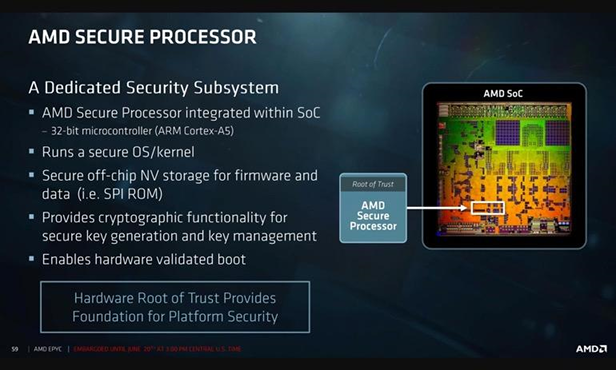 AMD SECURE PROCESSOR
A Dedicated Security Subsystem
▪ AMD Secure Processor integrated within SoC
– 32-bit microcontroller (ARM Cortex-A5)
▪ Runs a secure OS/kernel
▪ Secure off-chip NV storage for firmware and
data (i.e. SPI ROM)
▪ Provides cryptographic functionality for
secure key generation and key management
▪ Enables hardware validated boot
Hardware Root of Trust Provides
Foundation for Platform Security
AMD SoC
Root of Trust
AMD
Secure
Processor
59 | AMD EPYC | EMBARGOED UNTIL JUNE 20TH AT 3:00 PM CENTRAL U.S. TIME
AMD